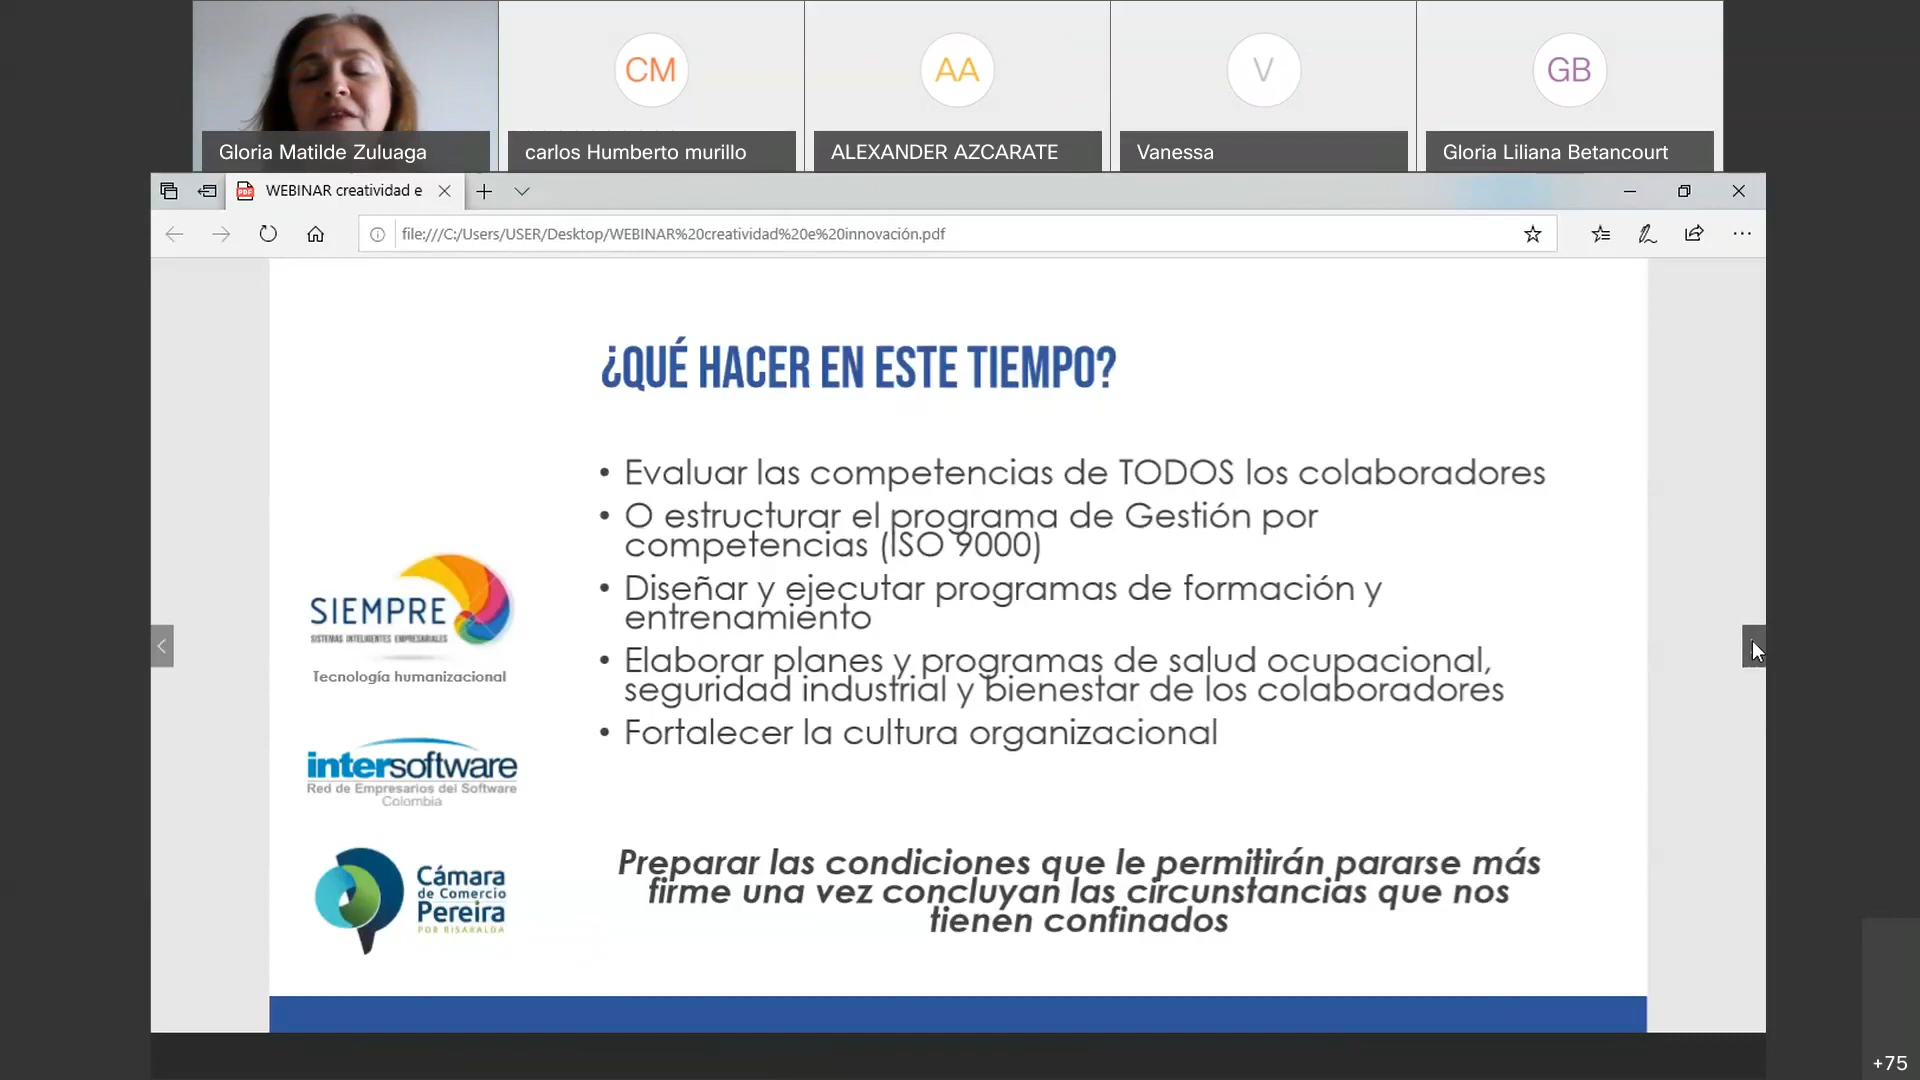 CM
AA
V
GB
Gloria Matilde Zuluaga
carlos Humberto murillo
ALEXANDER AZCARATE
Vanessa
Gloria Liliana Betancourt
WEBINAR creatividad e
file:///C:/Users/USER/Desktop/WEBINAR%20creatividad%20e%20innovación.pdf
¿QUÉ HACER EN ESTE TIEMPO?
• Evaluar las competencias de TODOS los colaboradores
• O estructurar el programa de Gestión por
competencias (ISO 9000)
• Diseñar y ejecutar programas de formación y
entrenamiento
• Elaborar planes y programas de salud ocupacional,
seguridad industrial y bienestar de los colaboradores
• Fortalecer la cultura organizacional
SIEMPRE
SISTEMAS INTELIGENTES EMPRESARIALES
Tecnología humanizacional
intersoftware
Red de Empresarios del Software
Colombia
Cámara
de Comercio
Pereira
POR RISARALDA
Preparar las condiciones que le permitirán pararse más
firme una vez concluyan las circunstancias que nos
tienen confinados
+75